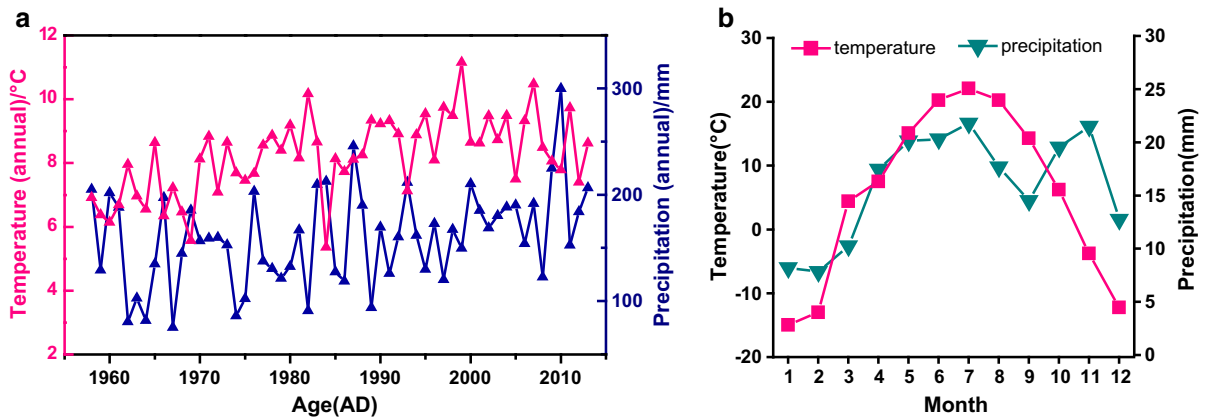 a
Temperature (annual)/°C
12
10
8
6
4
2
1960 1970 1980 1990 2000 2010
Age(AD)
300
200
100
Precipitation (annual)/mm
b
temperature precipitation
Temperature(°C)
30
20
10
0
-10
-20
1 2 3 4 5 6 7 8 9 10 11 12
Month
30
25
20
15
10
5
0
Precipitation(mm)